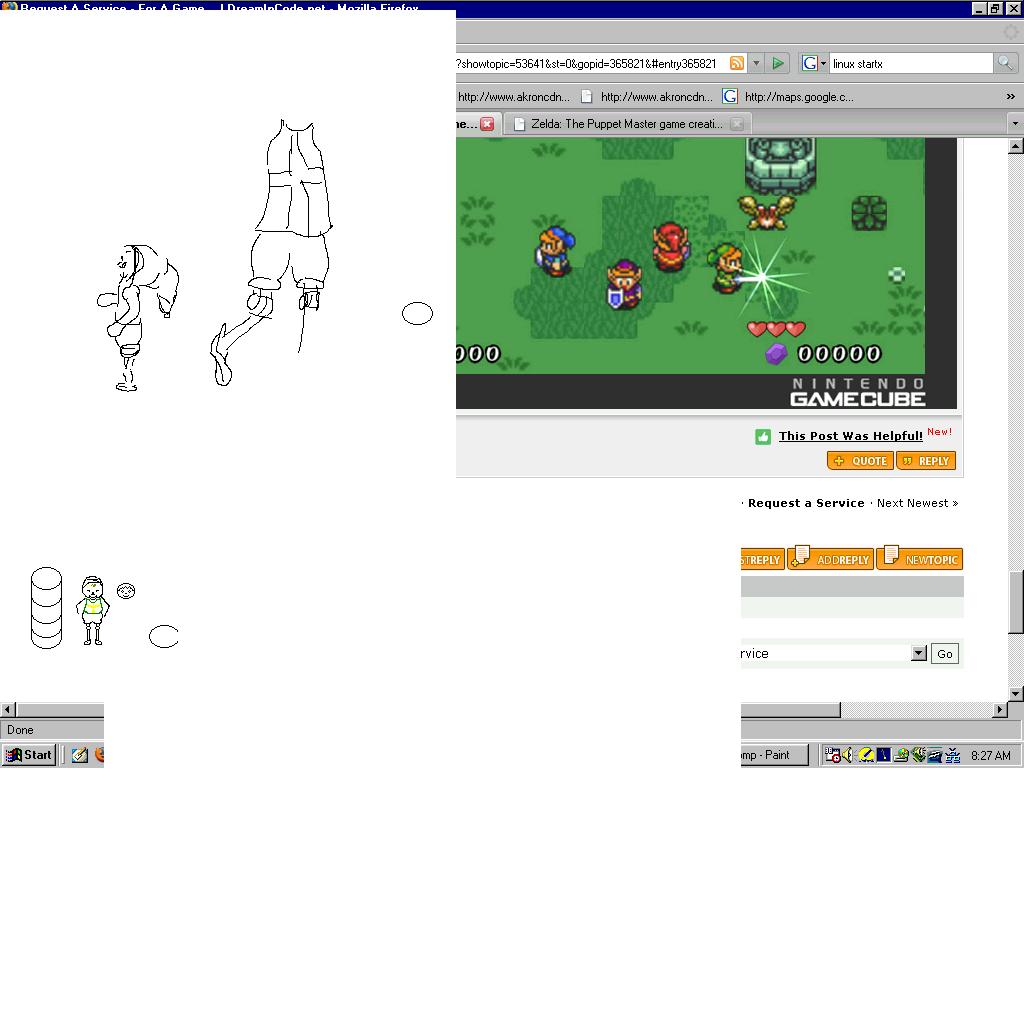 Request A Service - For A Game... | DreamInCode.net - Mozilla Firefox
?showtopic=53641&st=0&gopid=365821&#entry365821
G
linux startx
http://www.akroncdn...
http://www.akroncdn...
G
http://maps.google.c...
»
ne...
Zelda: The Puppet Master game creati...
000
00000
NINTENDO
GAMECUBE
This Post Was Helpful! New!
QUOTE
REPLY
· Request a Service · Next Newest »
STREPLY
ADDREPLY
NEWTOPIC
rvice
Go
Done
Start
mp - Paint
8:27 AM